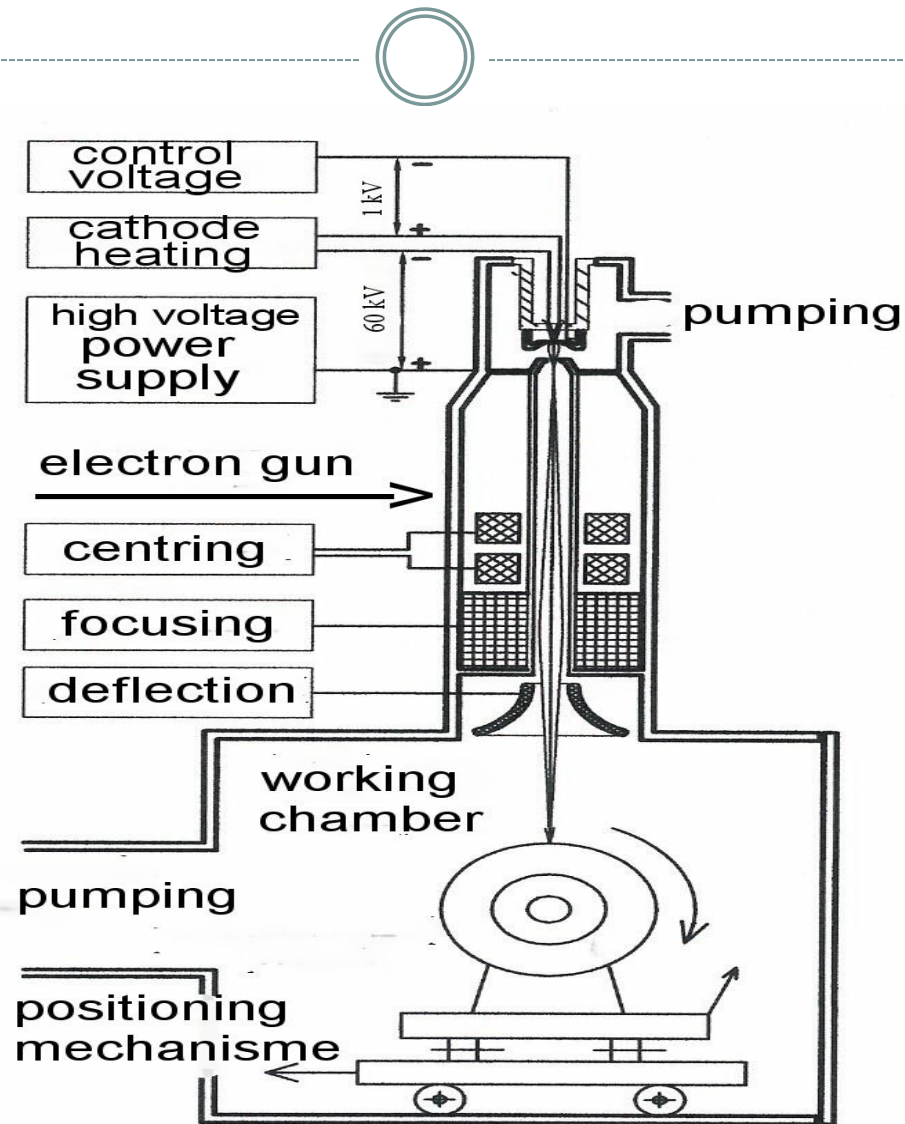 control
voltage
1 kV
cathode
heating
60 kV
high voltage
power
supply
pumping
electron gun
centring
focusing
deflection
working
chamber
pumping
positioning
mechanisme